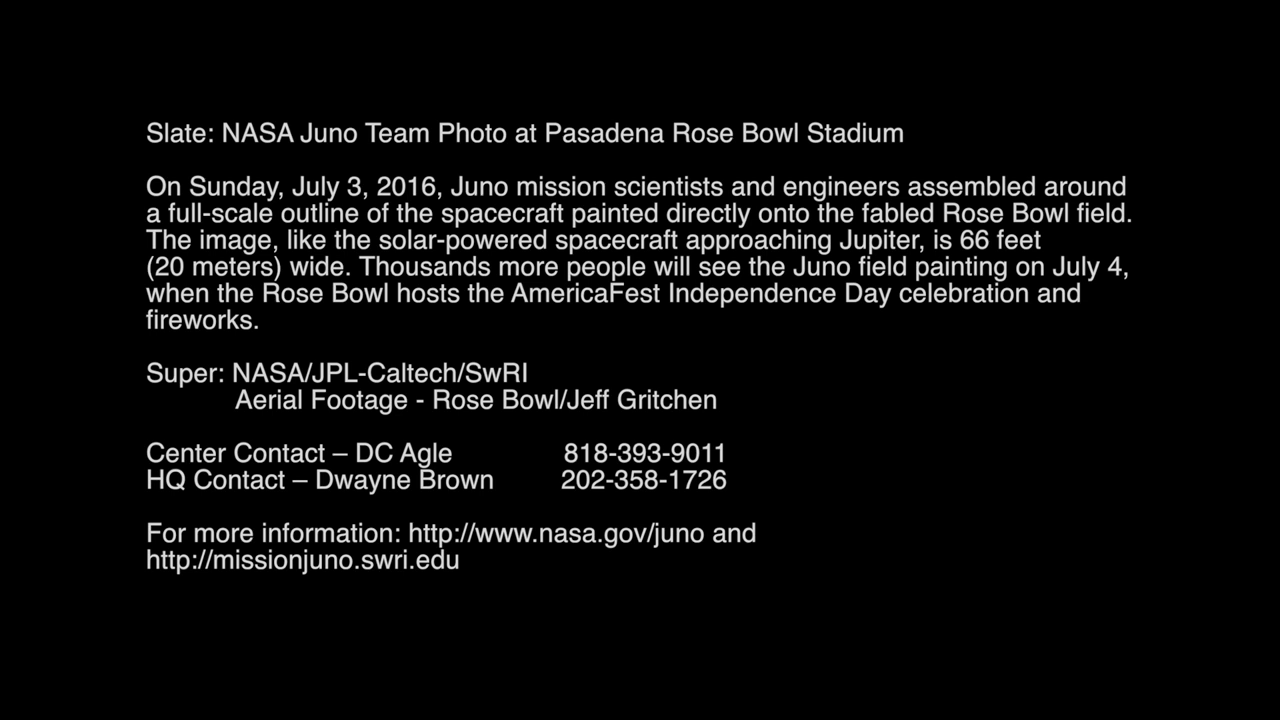 Slate: NASA Juno Team Photo at Pasadena Rose Bowl Stadium
On Sunday, July 3, 2016, Juno mission scientists and engineers assembled around
a full-scale outline of the spacecraft painted directly onto the fabled Rose Bowl field.
The image, like the solar-powered spacecraft approaching Jupiter, is 66 feet
(20 meters) wide. Thousands more people will see the Juno field painting on July 4,
when the Rose Bowl hosts the AmericaFest Independence Day celebration and
fireworks.
Super: NASA/JPL-Caltech/SwRI
Aerial Footage - Rose Bowl/Jeff Gritchen
Center Contact – DC Agle 818-393-9011
HQ Contact – Dwayne Brown 202-358-1726
For more information: http://www.nasa.gov/juno and
http://missionjuno.swri.edu